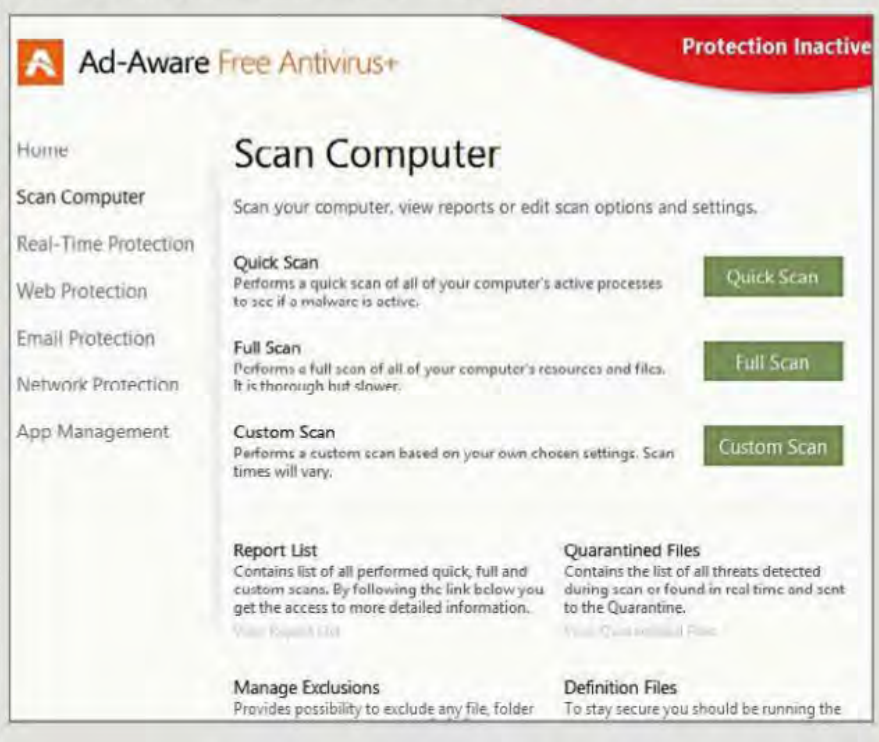 Ad-Aware Free Antivirus+
Protection Inactive
Home
Scan Computer
Real-Time Protection
Web Protection
Email Protection
Network Protection
App Management
Scan Computer
Scan your computer, view reports or edit scan options and settings.
Quick Scan
Performs a quick scan of all of your computer's active processes
to see if a malware is active.
Quick Scan
Full Scan
Performs a full scan of all of your computer's resources and files.
It is thorough but slower.
Full Scan
Custom Scan
Performs a custom scan based on your own chosen settings. Scan
times will vary.
Custom Scan
Report List
Contains list of all performed quick, full and
custom scans. By following the link below you
get the access to more detailed information.
View Report List
Quarantined Files
Contains the list of all threats detected
during scan or found in real time and sent
to the Quarantine.
View Quarantined Files
Manage Exclusions
Provides possibility to exclude any file, folder
Definition Files
To stay secure you should be running the